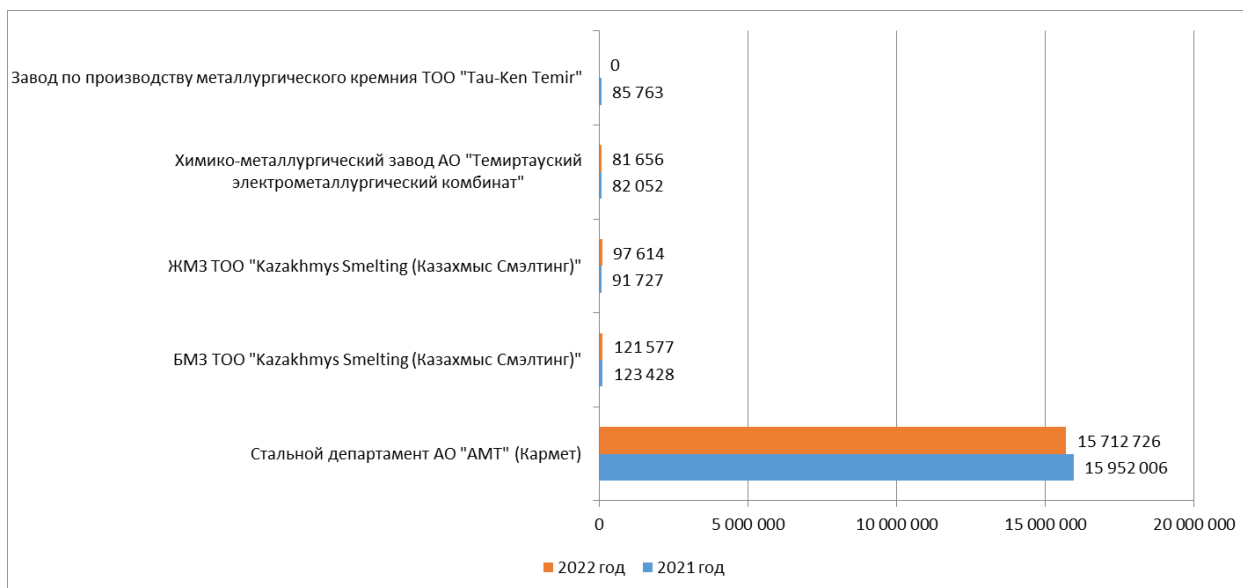 0
Завод по производству металлургического кремния ТОО "Tau-Ken Temir"
85 763
81 656
Химико-металлургический завод АО "Темиртауский
электрометаллургический комбинат"
82 052
97 614
ЖМЗ ТОО "Kazakhmys Smelting (Казахмыс Смэлтинг)"
91 727
121 577
БМЗ ТОО "Kazakhmys Smelting (Казахмыс Смэлтинг)"
123 428
15 712 726
Стальной департамент АО "АМТ" (Кармет)
15 952 006
0 5 000 000 10 000 000 15 000 000 20 000 000
2022 год 2021 год